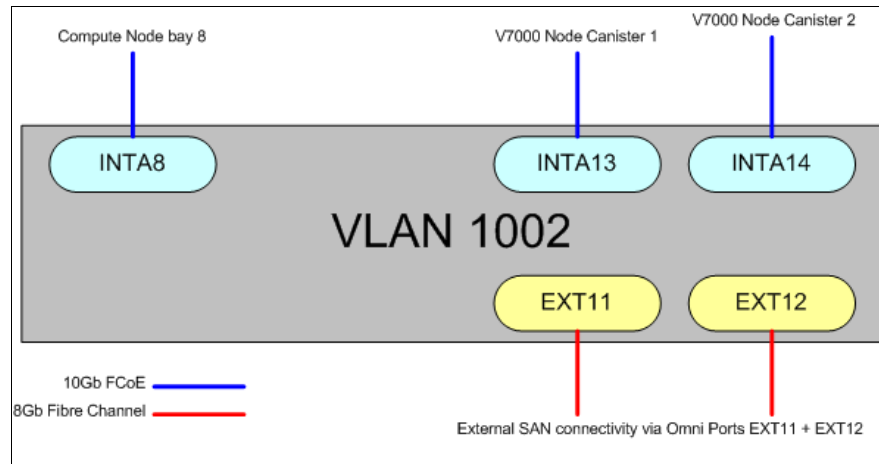 Compute Node bay 8
V7000 Node Canister 1
V7000 Node Canister 2
INTA8
INTA13
INTA14
VLAN 1002
EXT11
EXT12
10Gb FCoE
8Gb Fibre Channel
External SAN connectivity via Omni Ports EXT11 + EXT12